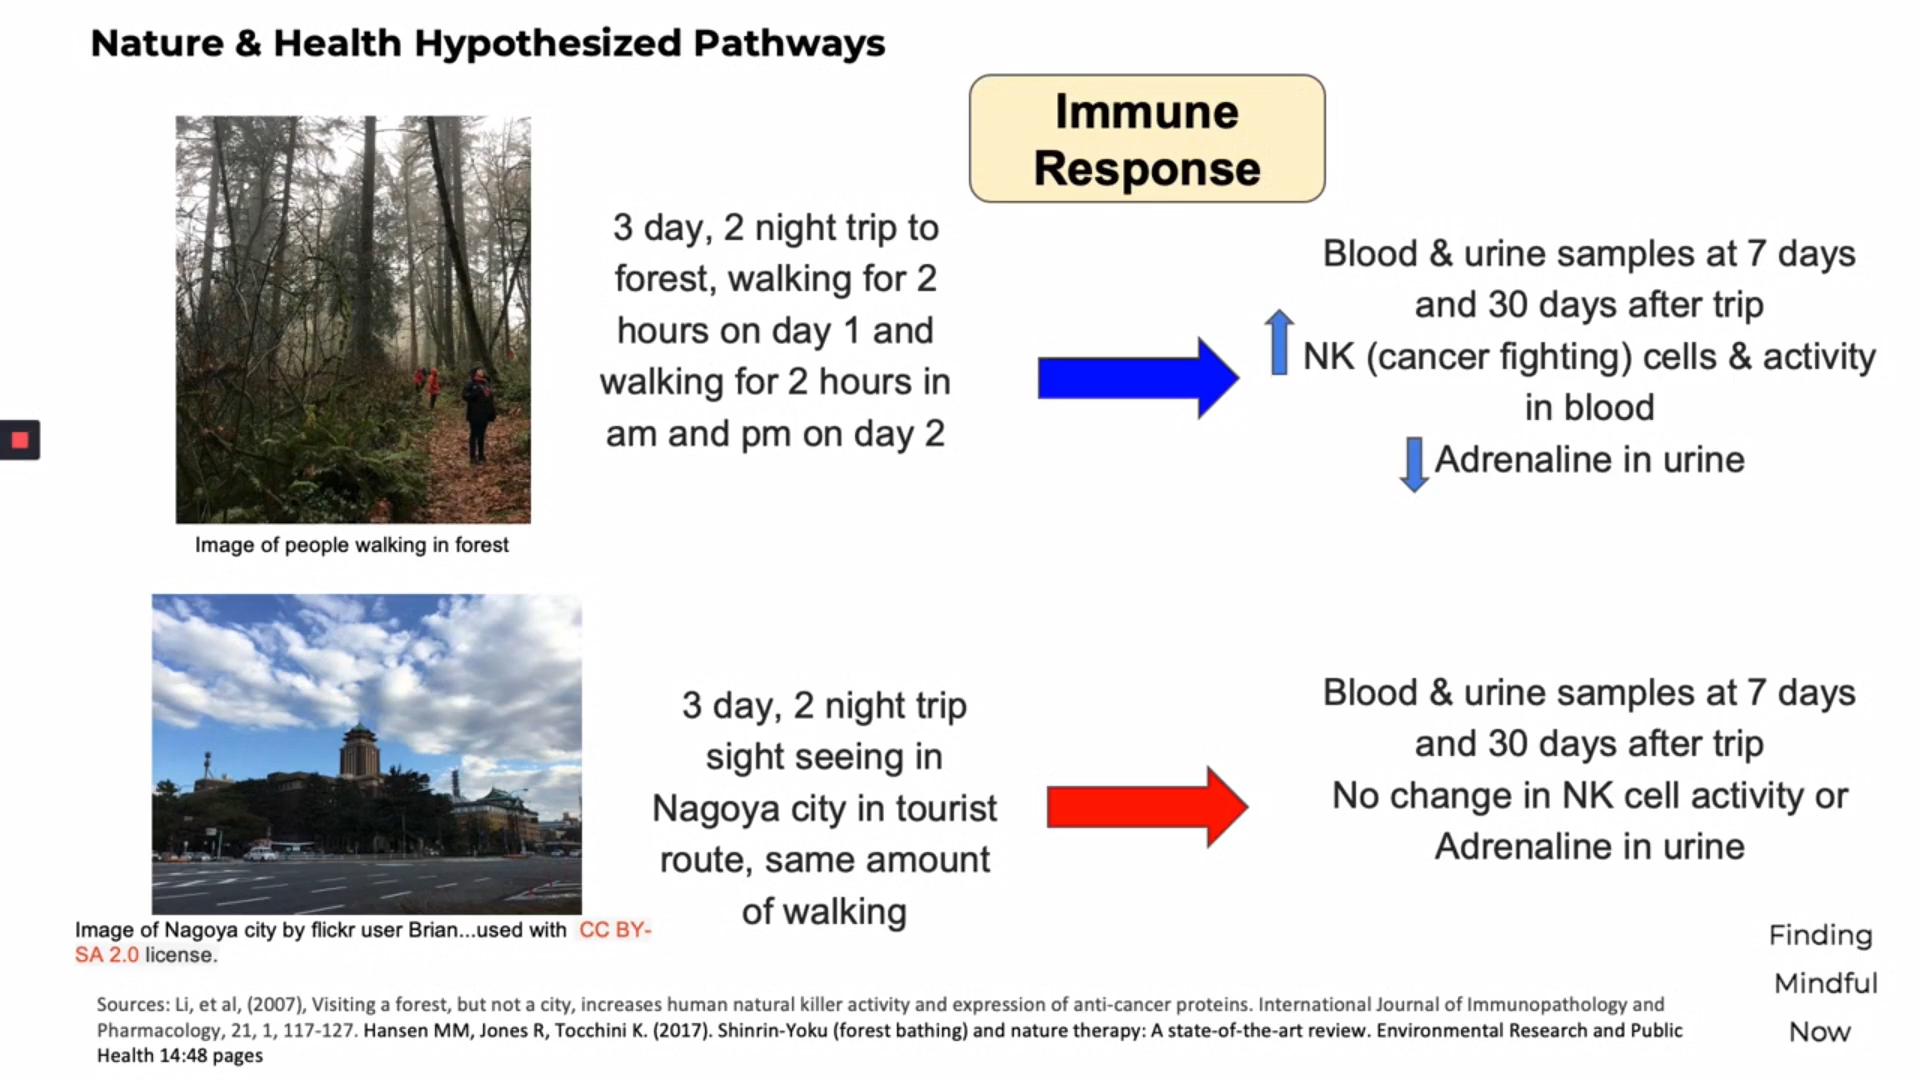 Nature & Health Hypothesized Pathways
Immune
Response
3 day, 2 night trip to
forest, walking for 2
hours on day 1 and
walking for 2 hours in
am and pm on day 2
Blood & urine samples at 7 days
and 30 days after trip
NK (cancer fighting) cells & activity
in blood
Adrenaline in urine
Image of people walking in forest
3 day, 2 night trip
sight seeing in
Nagoya city in tourist
route, same amount
of walking
Blood & urine samples at 7 days
and 30 days after trip
No change in NK cell activity or
Adrenaline in urine
Image of Nagoya city by flickr user Brian...used with CC BY-
SA 2.0 license.
Finding
Mindful
Now
Sources: Li, et al, (2007), Visiting a forest, but not a city, increases human natural killer activity and expression of anti-cancer proteins. International Journal of Immunopathology and
Pharmacology, 21, 1, 117-127. Hansen MM, Jones R, Tocchini K. (2017). Shinrin-Yoku (forest bathing) and nature therapy: A state-of-the-art review. Environmental Research and Public
Health 14:48 pages